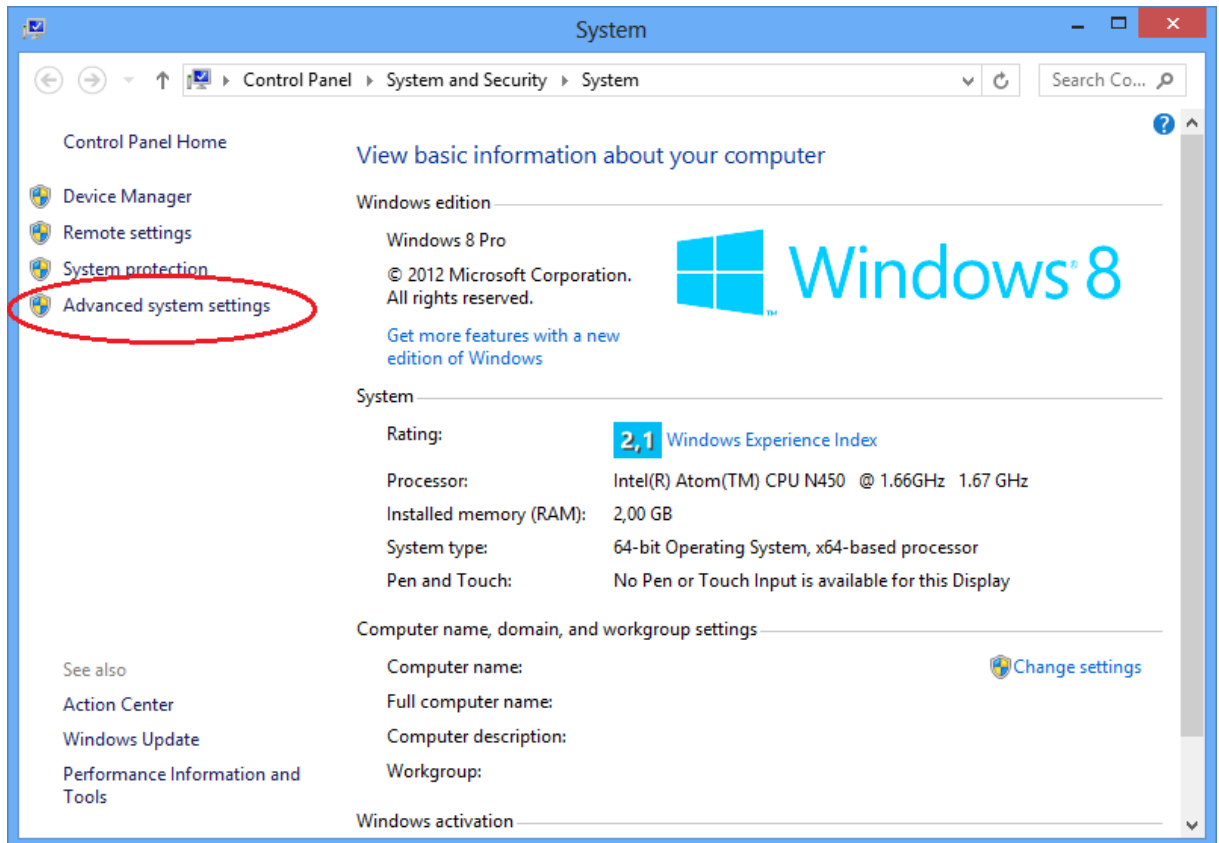 System
Control Panel System and Security System
Search Co...
Control Panel Home
Device Manager
Remote settings
System protection
Advanced system settings
View basic information about your computer
Windows edition
Windows 8 Pro
© 2012 Microsoft Corporation.
All rights reserved.
Get more features with a new
edition of Windows
Windows 8
TM
System
Rating:
2,1 Windows Experience Index
Processor: Intel(R) Atom(TM) CPU N450 @ 1.66GHz 1.67 GHz
Installed memory (RAM): 2,00 GB
System type: 64-bit Operating System, x64-based processor
Pen and Touch: No Pen or Touch Input is available for this Display
Computer name, domain, and workgroup settings
Computer name:
Change settings
Full computer name:
Computer description:
Workgroup:
Windows activation
See also
Action Center
Windows Update
Performance Information and
Tools